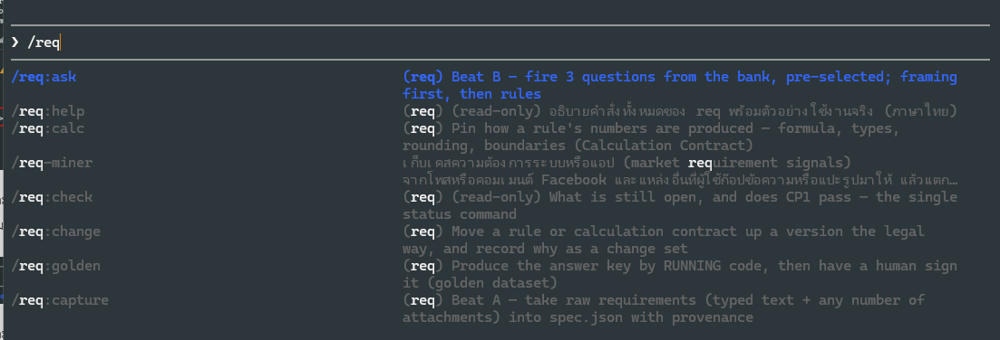 ❯ /req
/req:ask (req) Beat B — fire 3 questions from the bank, pre-selected; framing
first, then rules
/req:help (req) (read-only) อธิบายคำสั่งทั้งหมดของ req พร้อมตัวอย่างใช้งานจริง (ภาษาไทย)
/req:calc (req) Pin how a rule's numbers are produced — formula, types,
rounding, boundaries (Calculation Contract)
/req-miner เก็บเคสความต้องการระบบหรือแอป (market requirement signals)
จากโพสหรือคอมเมนต์ Facebook และแหล่งอื่นที่ผู้ใช้ก๊อปข้อความหรือแปะรูปมาให้ แล้วแตก…
/req:check (req) (read-only) What is still open, and does CP1 pass — the single
status command
/req:change (req) Move a rule or calculation contract up a version the legal
way, and record why as a change set
/req:golden (req) Produce the answer key by RUNNING code, then have a human sign
it (golden dataset)
/req:capture (req) Beat A — take raw requirements (typed text + any number of
attachments) into spec.json with provenance